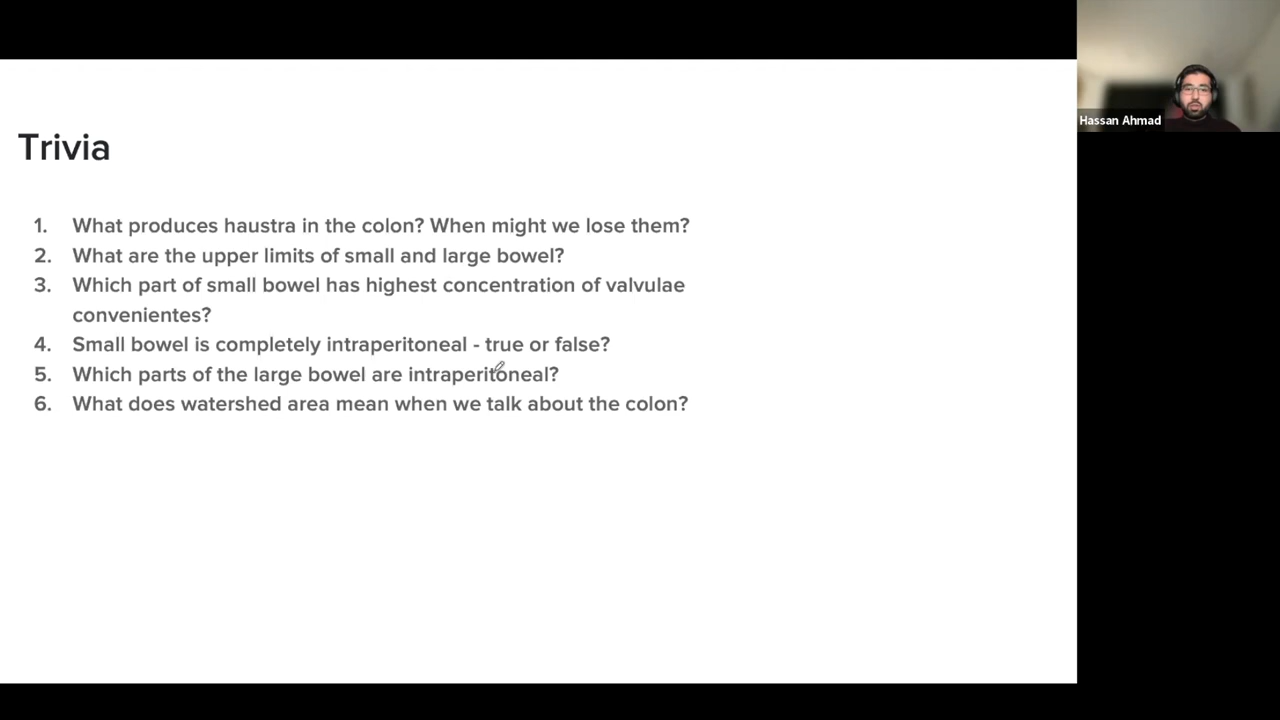 Trivia
1. What produces haustra in the colon? When might we lose them?
2. What are the upper limits of small and large bowel?
3. Which part of small bowel has highest concentration of valvulae
convenientes?
4. Small bowel is completely intraperitoneal - true or false?
5. Which parts of the large bowel are intraperitoneal?
6. What does watershed area mean when we talk about the colon?
Hassan Ahmad